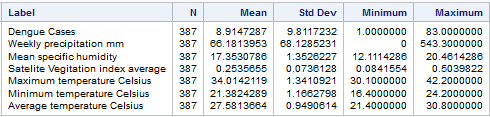 Label N Mean Std Dev Minimum Maximum
Dengue Cases 387 8.9147287 9.8117232 1.0000000 83.0000000
Weekly precipitation mm 387 66.1813953 68.1285231 0 543.3000000
Mean specific humidity 387 17.3530786 1.3526227 12.1114286 20.4614286
Satelite Vegitation index average 387 0.2535655 0.0736128 0.0841554 0.5039822
Maximum temperature Celsius 387 34.0142119 1.3410921 30.1000000 42.2000000
Minimum temperature Celsius 387 21.3824289 1.1662798 16.4000000 24.2000000
Average temperature Celsius 387 27.5813664 0.9490614 21.4000000 30.8000000